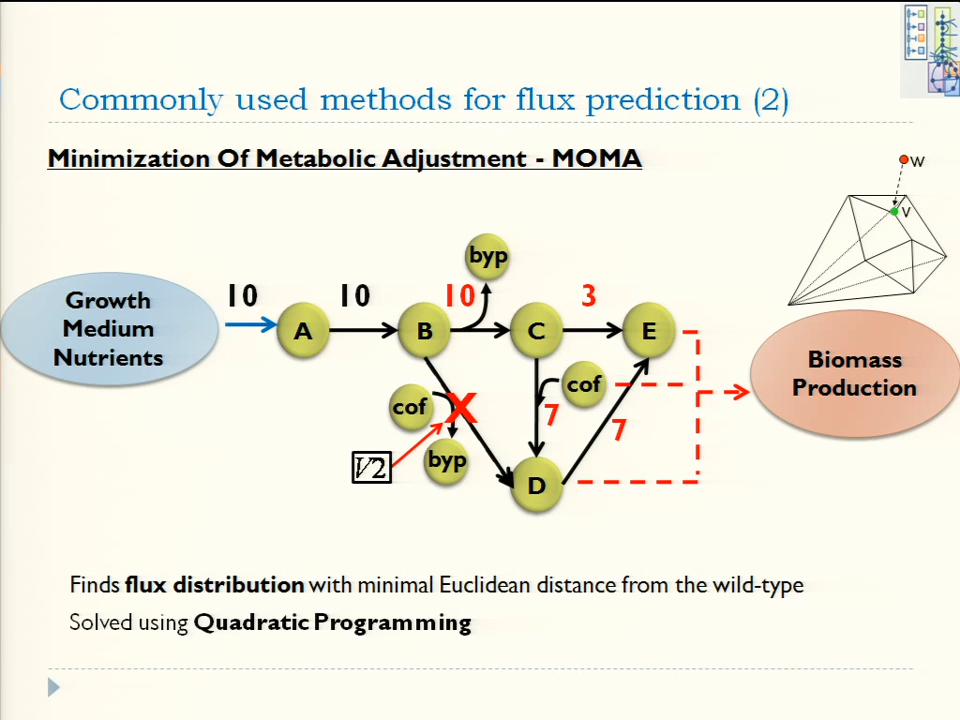 Commonly used methods for flux prediction (2)
Minimization Of Metabolic Adjustment - MOMA
w
v
byp
10
10
10
3
Growth
Medium
Nutrients
A
B
C
E
Biomass
Production
cof
cof
X
7
7
V2
byp
D
Finds flux distribution with minimal Euclidean distance from the wild-type
Solved using Quadratic Programming